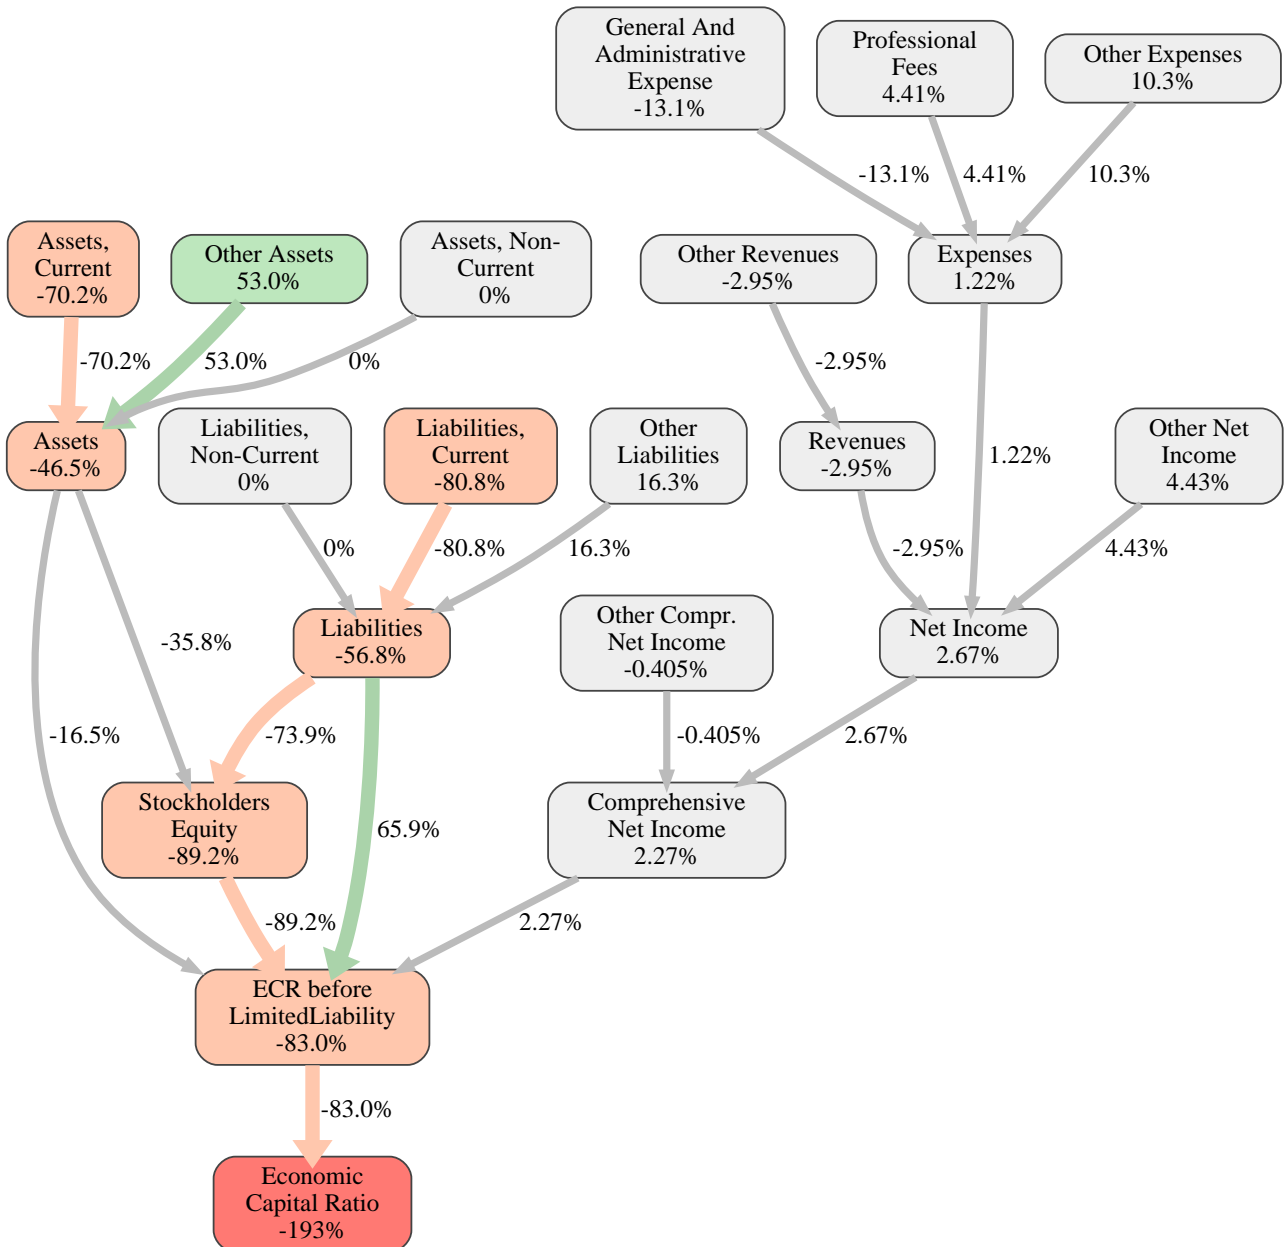 General And
Administrative
Expense
-13.1%
Professional
Fees
4.41%
Other Expenses
10.3%
-13.1%
4.41%
10.3%
Assets,
Current
-70.2%
Other Assets
53.0%
Assets, Non-
Current
0%
Other Revenues
-2.95%
Expenses
1.22%
-70.2%
53.0%
0%
-2.95%
Assets
-46.5%
Liabilities,
Non-Current
0%
Liabilities,
Current
-80.8%
Other
Liabilities
16.3%
Revenues
-2.95%
1.22%
Other Net
Income
4.43%
0%
-80.8%
16.3%
-2.95%
4.43%
Liabilities
-56.8%
Other Compr.
Net Income
-0.405%
Net Income
2.67%
-35.8%
-16.5%
-73.9%
-0.405%
2.67%
Stockholders
Equity
-89.2%
65.9%
Comprehensive
Net Income
2.27%
-89.2%
2.27%
ECR before
LimitedLiability
-83.0%
-83.0%
Economic
Capital Ratio
-193%